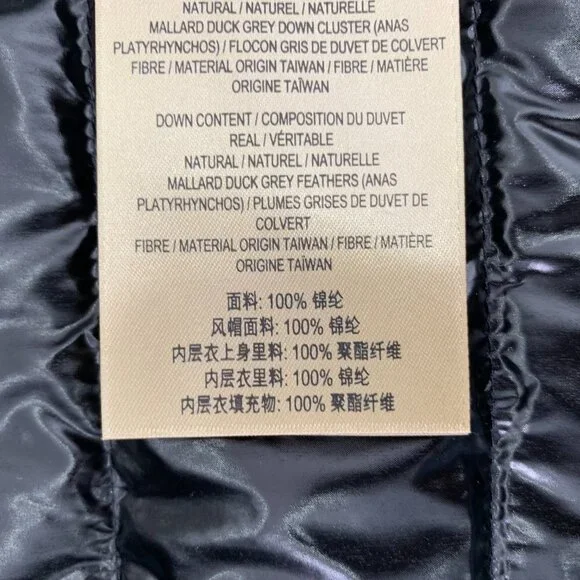 NATURAL / NATUREL / NATURELLE
MALLARD DUCK GREY DOWN CLUSTER (ANAS
PLATYRHYNCHOS) / FLOCON GRIS DE DUVET DE COLVERT
FIBRE / MATERIAL ORIGIN TAIWAN / FIBRE / MATIÈRE
ORIGINE TAÏWAN
DOWN CONTENT / COMPOSITION DU DUVET
REAL / VÉRITABLE
NATURAL / NATUREL / NATURELLE
MALLARD DUCK GREY FEATHERS (ANAS
PLATYRHYNCHOS) / PLUMES GRISES DE DUVET DE
COLVERT
FIBRE / MATERIAL ORIGIN TAIWAN / FIBRE / MATIÈRE
ORIGINE TAÏWAN
面料: 100% 锦纶
风帽面料: 100% 锦纶
内层衣上身里料: 100% 聚酯纤维
内层衣里料: 100% 锦纶
内层衣填充物: 100% 聚酯纤维